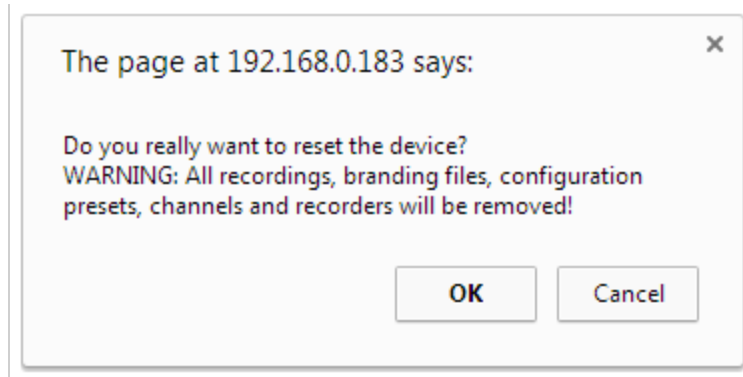 The page at 192.168.0.183 says:
Do you really want to reset the device?
WARNING: All recordings, branding files, configuration
presets, channels and recorders will be removed!
OK Cancel